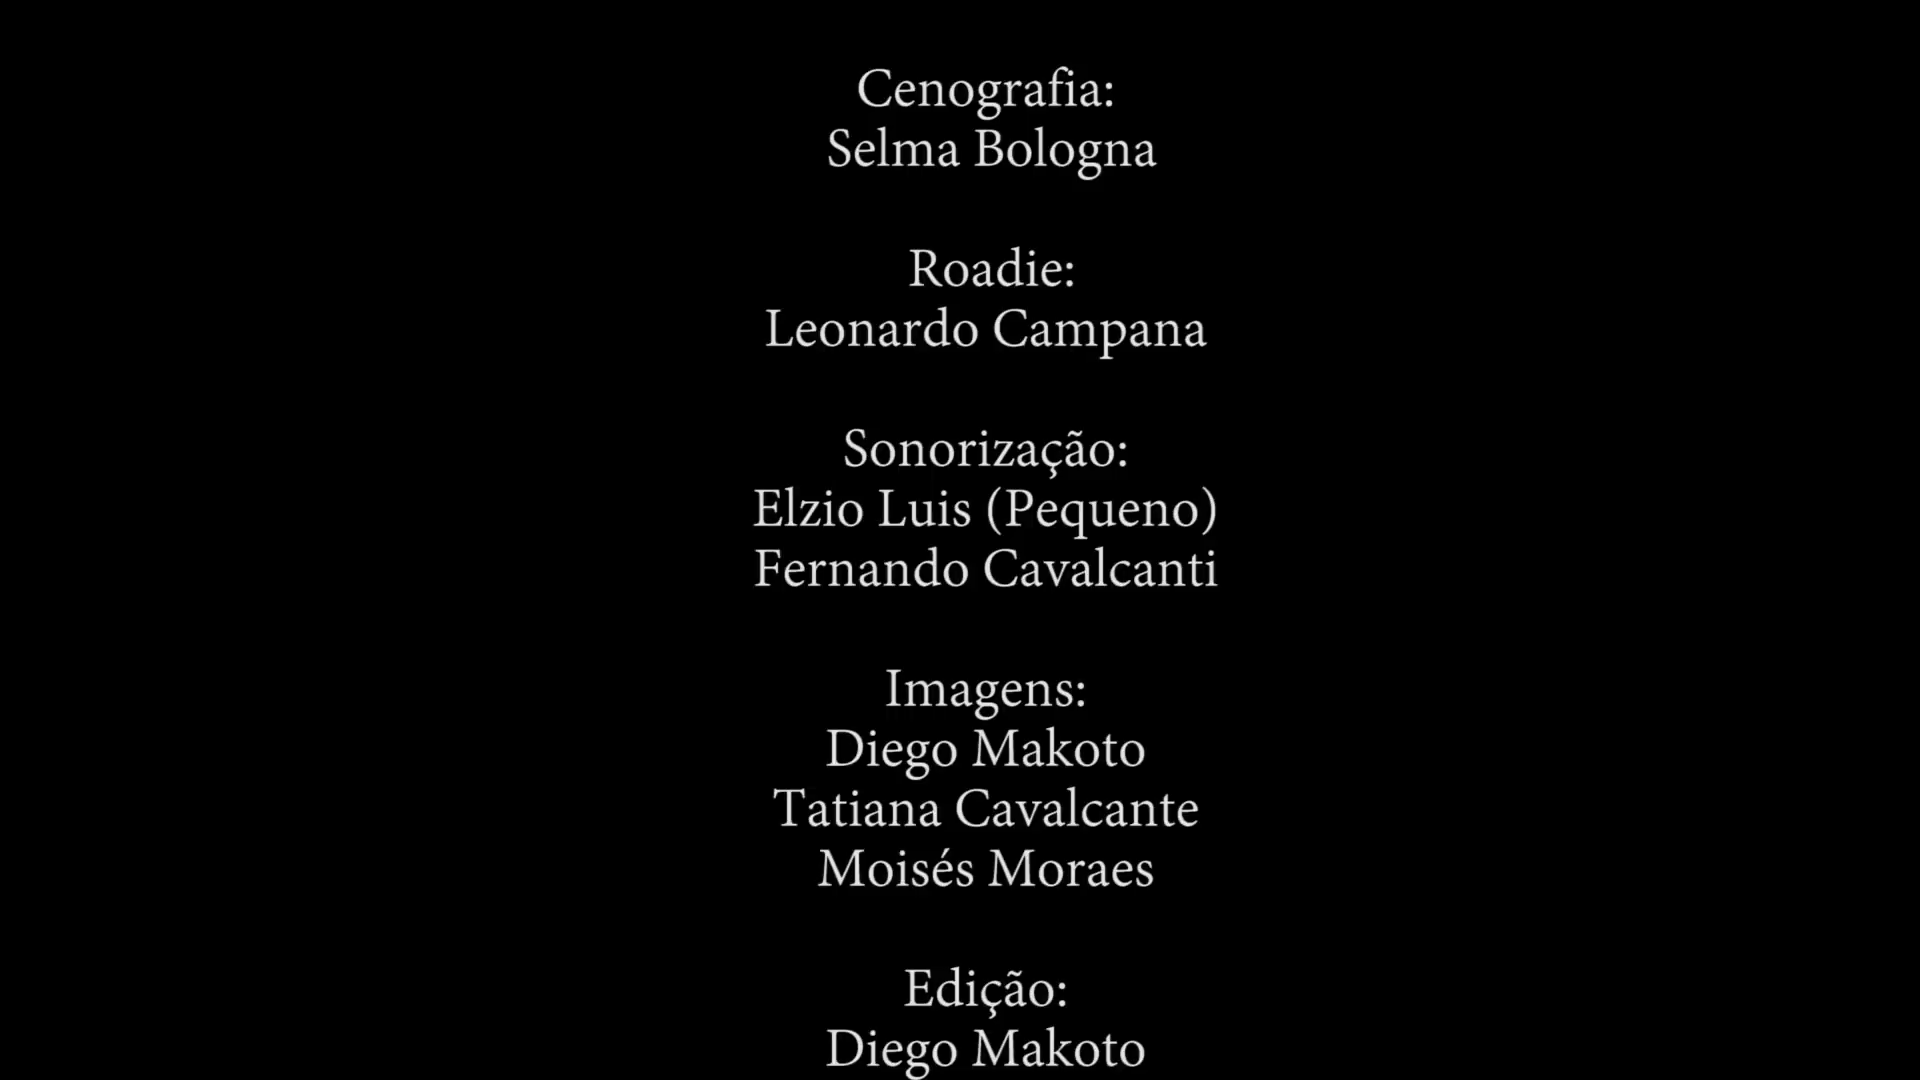 Cenografia:
Selma Bologna
Roadie:
Leonardo Campana
Sonorização:
Elzio Luis (Pequeno)
Fernando Cavalcanti
Imagens:
Diego Makoto
Tatiana Cavalcante
Moisés Moraes
Edição:
Diego Makoto